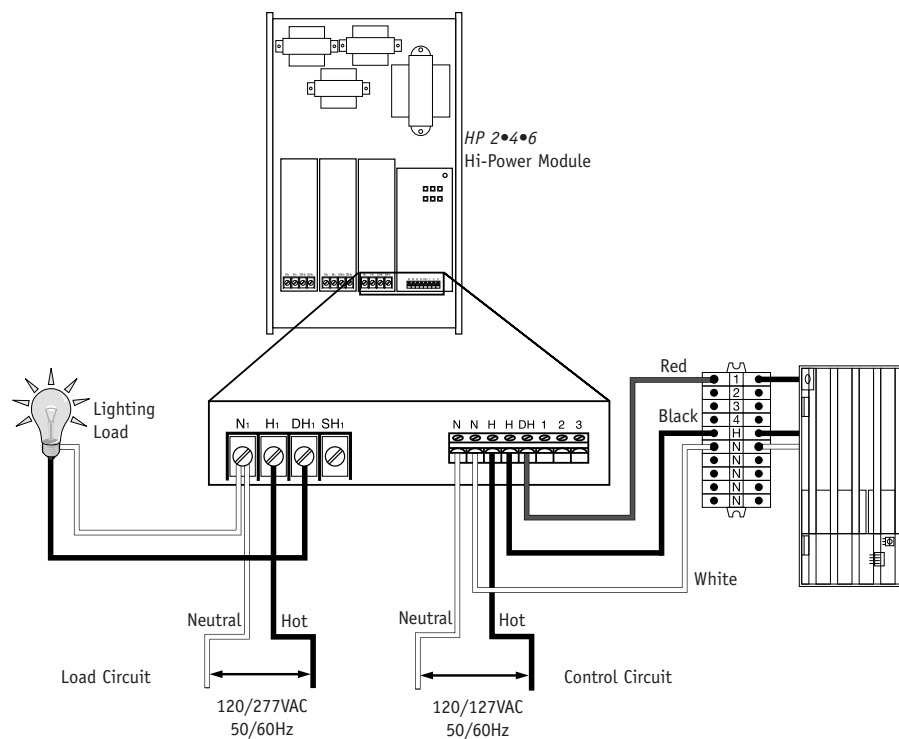 HP 2•4•6
Hi-Power Module
Red
Black
White
1
2
3
4
H
N
N
N
N
N
Lighting
Load
N1 H1 DH1 SH1
N N H H DH 1 2 3
Neutral
Hot
Neutral
Hot
Load Circuit
120/277VAC
50/60Hz
120/127VAC
50/60Hz
Control Circuit